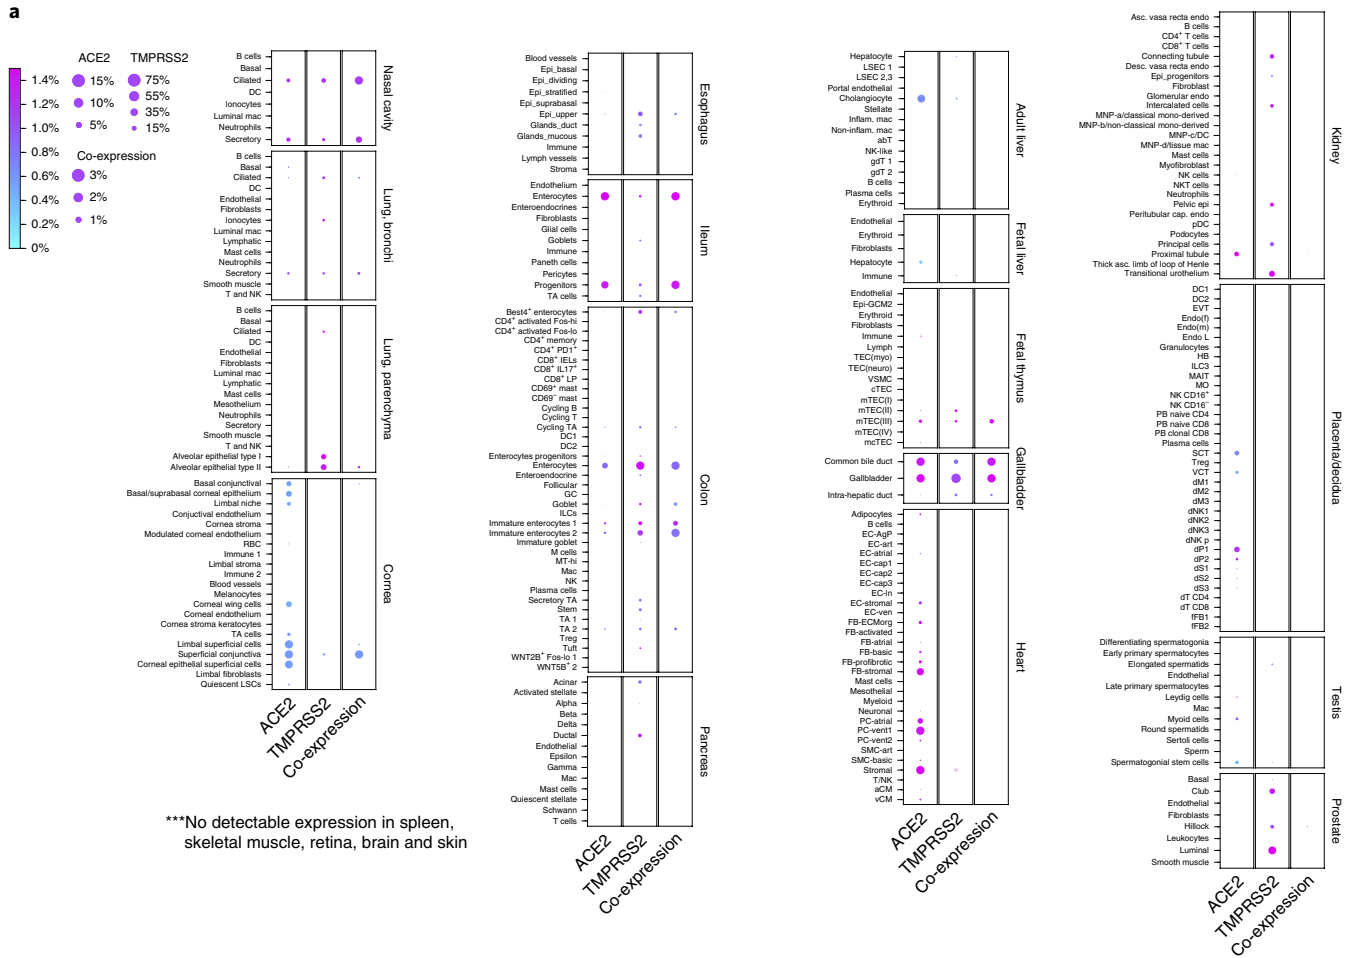 a
ACE2
TMPRSS2
1.4%
1.2%
1.0%
0.8%
0.6%
0.4%
0.2%
0%
15%
10%
5%
75%
55%
35%
15%
Co-expression
3%
2%
1%
B cells
Basal
Ciliated
DC
Ionocytes
Luminal mac
Neutrophils
Secretory
Nasal cavity
B cells
Basal
Ciliated
DC
Endothelial
Fibroblasts
Ionocytes
Luminal mac
Lymphatic
Mast cells
Neutrophils
Secretory
Smooth muscle
T and NK
Lung, bronchi
B cells
Basal
Ciliated
DC
Endothelial
Fibroblasts
Luminal mac
Lymphatic
Mast cells
Mesothelium
Neutrophils
Secretory
Smooth muscle
T and NK
Alveolar epithelial type I
Alveolar epithelial type II
Lung, parenchyma
Basal conjunctival
Basal/suprabasal corneal epithelium
Limbal niche
Conjuctival endothelium
Cornea stroma
Modulated corneal endothelium
RBC
Immune 1
Limbal stroma
Immune 2
Blood vessels
Melanocytes
Corneal wing cells
Corneal endothelium
Cornea stroma keratocytes
TA cells
Limbal superficial cells
Superficial conjunctiva
Corneal epithelial superficial cells
Limbal fibroblasts
Quiescent LSCs
Cornea
ACE2
TMPRSS2
Co-expression
***No detectable expression in spleen,
skeletal muscle, retina, brain and skin
Blood vessels
Epi_basal
Epi_dividing
Epi_stratified
Epi_suprabasal
Epi_upper
Glands_duct
Glands_mucous
Immune
Lymph vessels
Stroma
Esophagus
Endothelium
Enterocytes
Enteroendocrines
Fibroblasts
Glial cells
Goblets
Immune
Paneth cells
Pericytes
Progenitors
TA cells
Ileum
Best4⁺ enterocytes
CD4⁺ activated Fos-hi
CD4⁺ activated Fos-lo
CD4⁺ memory
CD4⁺ PD1⁺
CD8⁺ IELs
CD8⁺ IL17⁺
CD8⁺ LP
CD69⁺ mast
CD69⁻ mast
Cycling B
Cycling T
Cycling TA
DC1
DC2
Enterocytes progenitors
Enterocytes
Enteroendocrine
Follicular
GC
Goblet
ILCs
Immature enterocytes 1
Immature enterocytes 2
Immature goblet
M cells
MT-hi
Mac
NK
Plasma cells
Secretory TA
Stem
TA 1
TA 2
Treg
Tuft
WNT2B⁺ Fos-lo 1
WNT5B⁺ 2
Colon
Acinar
Activated stellate
Alpha
Beta
Delta
Ductal
Endothelial
Epsilon
Gamma
Mac
Mast cells
Quiescent stellate
Schwann
T cells
Pancreas
ACE2
TMPRSS2
Co-expression
Hepatocyte
LSEC 1
LSEC 2,3
Portal endothelial
Cholangiocyte
Stellate
Inflam. mac
Non-inflam. mac
abT
NK-like
gdT 1
gdT 2
B cells
Plasma cells
Erythroid
Adult liver
Endothelial
Erythroid
Fibroblasts
Hepatocyte
Immune
Fetal liver
Endothelial
Epi-GCM2
Erythroid
Fibroblasts
Immune
Lymph
TEC(myo)
TEC(neuro)
VSMC
cTEC
mTEC(I)
mTEC(II)
mTEC(III)
mTEC(IV)
mcTEC
Fetal thymus
Common bile duct
Gallbladder
Intra-hepatic duct
Gallbladder
Adipocytes
B cells
EC-AgP
EC-art
EC-atrial
EC-cap1
EC-cap2
EC-cap3
EC-ln
EC-stromal
EC-ven
FB-ECMorg
FB-activated
FB-atrial
FB-basic
FB-profibrotic
FB-stromal
Mast cells
Mesothelial
Myeloid
Neuronal
PC-atrial
PC-vent1
PC-vent2
SMC-art
SMC-basic
Stromal
T/NK
aCM
vCM
Heart
ACE2
TMPRSS2
Co-expression
Asc. vasa recta endo
B cells
CD4⁺ T cells
CD8⁺ T cells
Connecting tubule
Desc. vasa recta endo
Epi_progenitors
Fibroblast
Glomerular endo
Intercalated cells
MNP-a/classical mono-derived
MNP-b/non-classical mono-derived
MNP-c/DC
MNP-d/tissue mac
Mast cells
Myofibroblast
NK cells
NKT cells
Neutrophils
Pelvic epi
Peritubular cap. endo
pDC
Podocytes
Principal cells
Proximal tubule
Thick asc. limb of loop of Henle
Transitional urothelium
Kidney
DC1
DC2
EVT
Endo(f)
Endo(m)
Endo L
Granulocytes
HB
ILC3
MAIT
MO
NK CD16⁺
NK CD16⁻
PB naive CD4
PB naive CD8
PB clonal CD8
Plasma cells
SCT
Treg
VCT
dM1
dM2
dM3
dNK1
dNK2
dNK3
dNK p
dP1
dP2
dS1
dS2
dS3
dT CD4
dT CD8
fFB1
fFB2
Placenta/decidua
Differentiating spermatogonia
Early primary spermatocytes
Elongated spermatids
Endothelial
Late primary spermatocytes
Leydig cells
Mac
Myoid cells
Round spermatids
Sertoli cells
Sperm
Spermatogonial stem cells
Testis
Basal
Club
Endothelial
Fibroblasts
Hillock
Leukocytes
Luminal
Smooth muscle
Prostate
ACE2
TMPRSS2
Co-expression